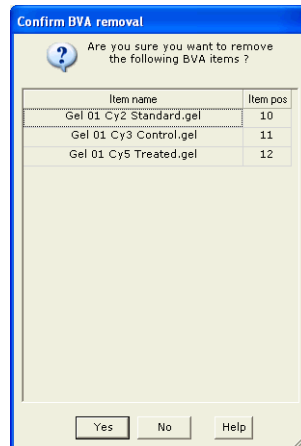 Confirm BVA removal
Are you sure you want to remove
the following BVA items ?
Item name Item pos
Gel 01 Cy2 Standard.gel 10
Gel 01 Cy3 Control.gel 11
Gel 01 Cy5 Treated.gel 12
Yes No Help